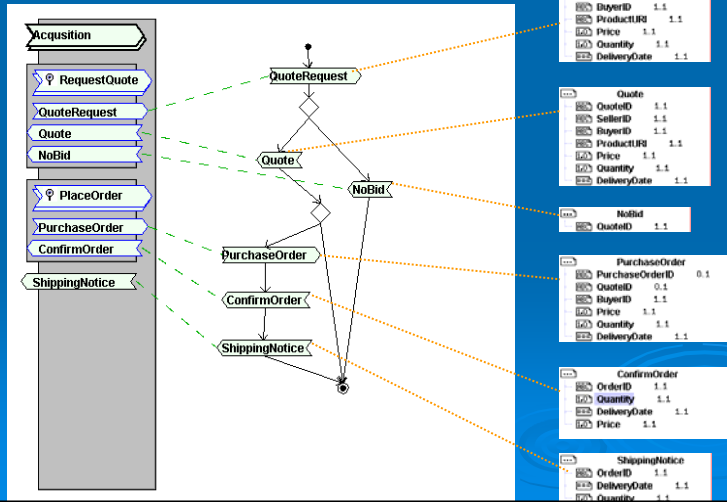 Acqusition
RequestQuote
QuoteRequest
Quote
NoBid
PlaceOrder
PurchaseOrder
ConfirmOrder
ShippingNotice
QuoteRequest
Quote
NoBid
PurchaseOrder
ConfirmOrder
ShippingNotice
BuyerID 1..1
ProductURI 1..1
Price 1..1
Quantity 1..1
DeliveryDate 1..1
Quote
QuoteID 1..1
SellerID 1..1
BuyerID 1..1
ProductURI 1..1
Price 1..1
Quantity 1..1
DeliveryDate 1..1
NoBid
QuoteID 1..1
PurchaseOrder
PurchaseOrderID 0..1
QuoteID 0..1
BuyerID 1..1
Price 1..1
Quantity 1..1
DeliveryDate 1..1
ConfirmOrder
OrderID 1..1
Quantity 1..1
DeliveryDate 1..1
Price 1..1
ShippingNotice
OrderID 1..1
DeliveryDate 1..1
Quantity 1..1